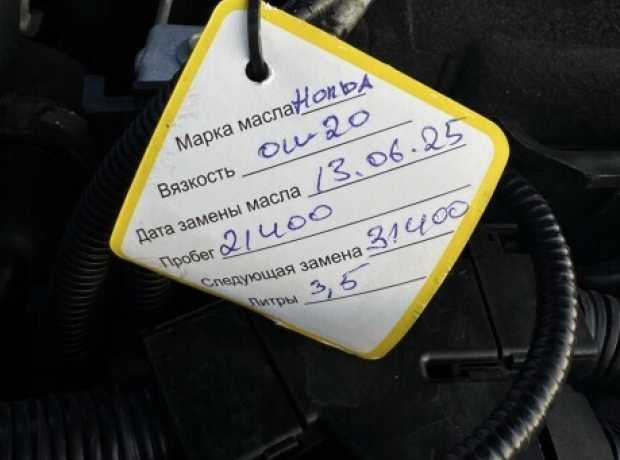 Марка масла HONDA
Вязкость 0W-20
Дата замены масла 13.06.25
Пробег 21400
Следующая замена 31400
Литры 3,5